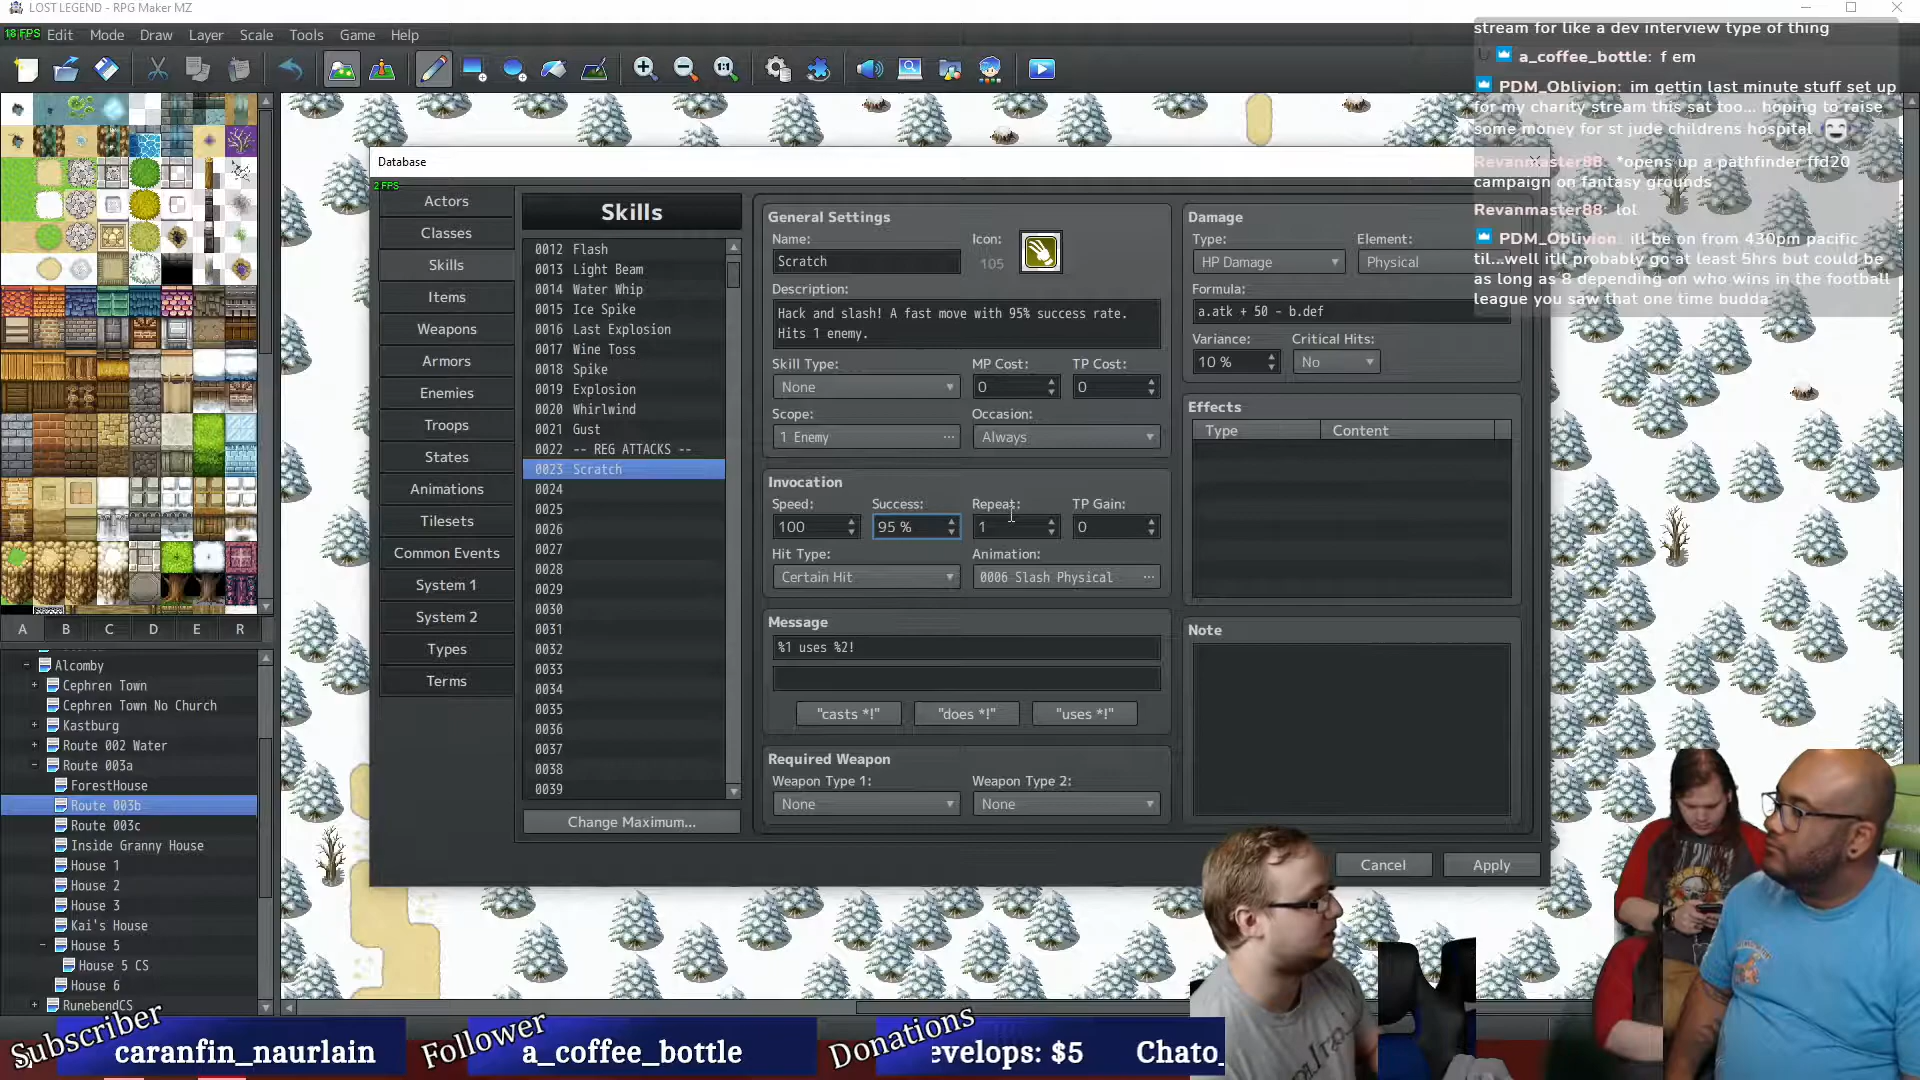 LOST LEGEND - RPG Maker MZ
18 FPS
Edit Mode Draw Layer Scale Tools Game Help
stream for like a dev interview type of thing
a_coffee_bottle: f em
PDM_Oblivion: im gettin last minute stuff set up
for my charity stream this sat too... hoping to raise
some money for st jude childrens hospital
Revanmaster88: *opens up a pathfinder ffd20
campaign on fantasy grounds
Revanmaster88: lol
PDM_Oblivion: ill be on from 430pm pacific
til...well itll probably go at least 5hrs but could be
as long as 8 depending on who wins in the football
league you saw that one time budda
Database
2 FPS
Actors
Classes
Skills
Items
Weapons
Armors
Enemies
Troops
States
Animations
Tilesets
Common Events
System 1
System 2
Types
Terms
Skills
0012 Flash
0013 Light Beam
0014 Water Whip
0015 Ice Spike
0016 Last Explosion
0017 Wine Toss
0018 Spike
0019 Explosion
0020 Whirlwind
0021 Gust
0022 -- REG ATTACKS --
0023 Scratch
0024
0025
0026
0027
0028
0029
0030
0031
0032
0033
0034
0035
0036
0037
0038
0039
Change Maximum...
General Settings
Name:
Scratch
Icon:
105
Description:
Hack and slash! A fast move with 95% success rate.
Hits 1 enemy.
Skill Type: MP Cost: TP Cost:
None 0 0
Scope: Occasion:
1 Enemy ... Always
Invocation
Speed: Success: Repeat: TP Gain:
100 95 % 1 0
Hit Type: Animation:
Certain Hit 0006 Slash Physical ...
Message
%1 uses %2!
"casts *!" "does *!" "uses *!"
Required Weapon
Weapon Type 1: Weapon Type 2:
None None
Damage
Type: Element:
HP Damage Physical
Formula:
a.atk + 50 - b.def
Variance: Critical Hits:
10 % No
Effects
Type Content
Note
Cancel Apply
A B C D E R
Alcomby
Cephren Town
Cephren Town No Church
Kastburg
Route 002 Water
Route 003a
ForestHouse
Route 003b
Route 003c
Inside Granny House
House 1
House 2
House 3
Kai's House
House 5
House 5 CS
House 6
RunebendCS
Subscriber caranfin_naurlain
Follower a_coffee_bottle
Donations evelops: $5 Chato_